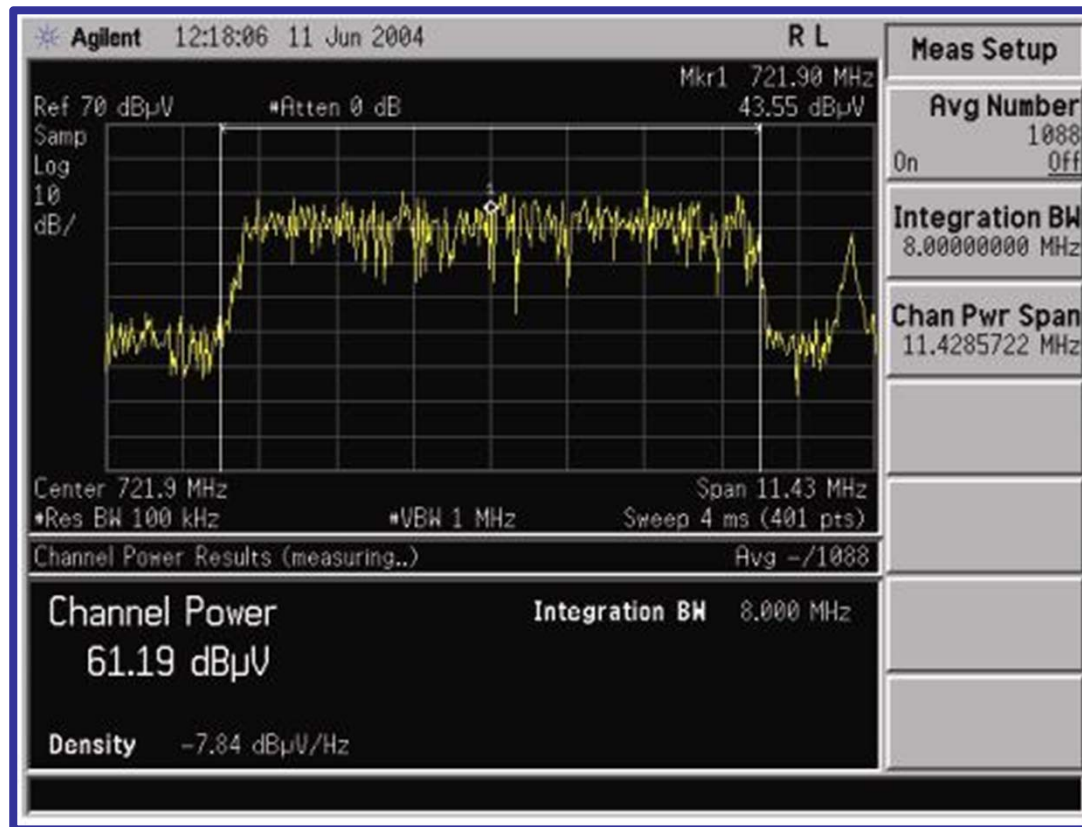 Agilent 12:18:06 11 Jun 2004 R L
Mkr1 721.90 MHz
Ref 70 dBµV #Atten 0 dB 43.55 dBµV
Samp
Log
10
dB/
1
Center 721.9 MHz Span 11.43 MHz
#Res BW 100 kHz #VBW 1 MHz Sweep 4 ms (401 pts)
Channel Power Results (measuring..) Avg -/1088
Channel Power Integration BW 8.000 MHz
61.19 dBµV
Density -7.84 dBµV/Hz
Meas Setup
Avg Number
1088
On Off
Integration BW
8.00000000 MHz
Chan Pwr Span
11.4285722 MHz